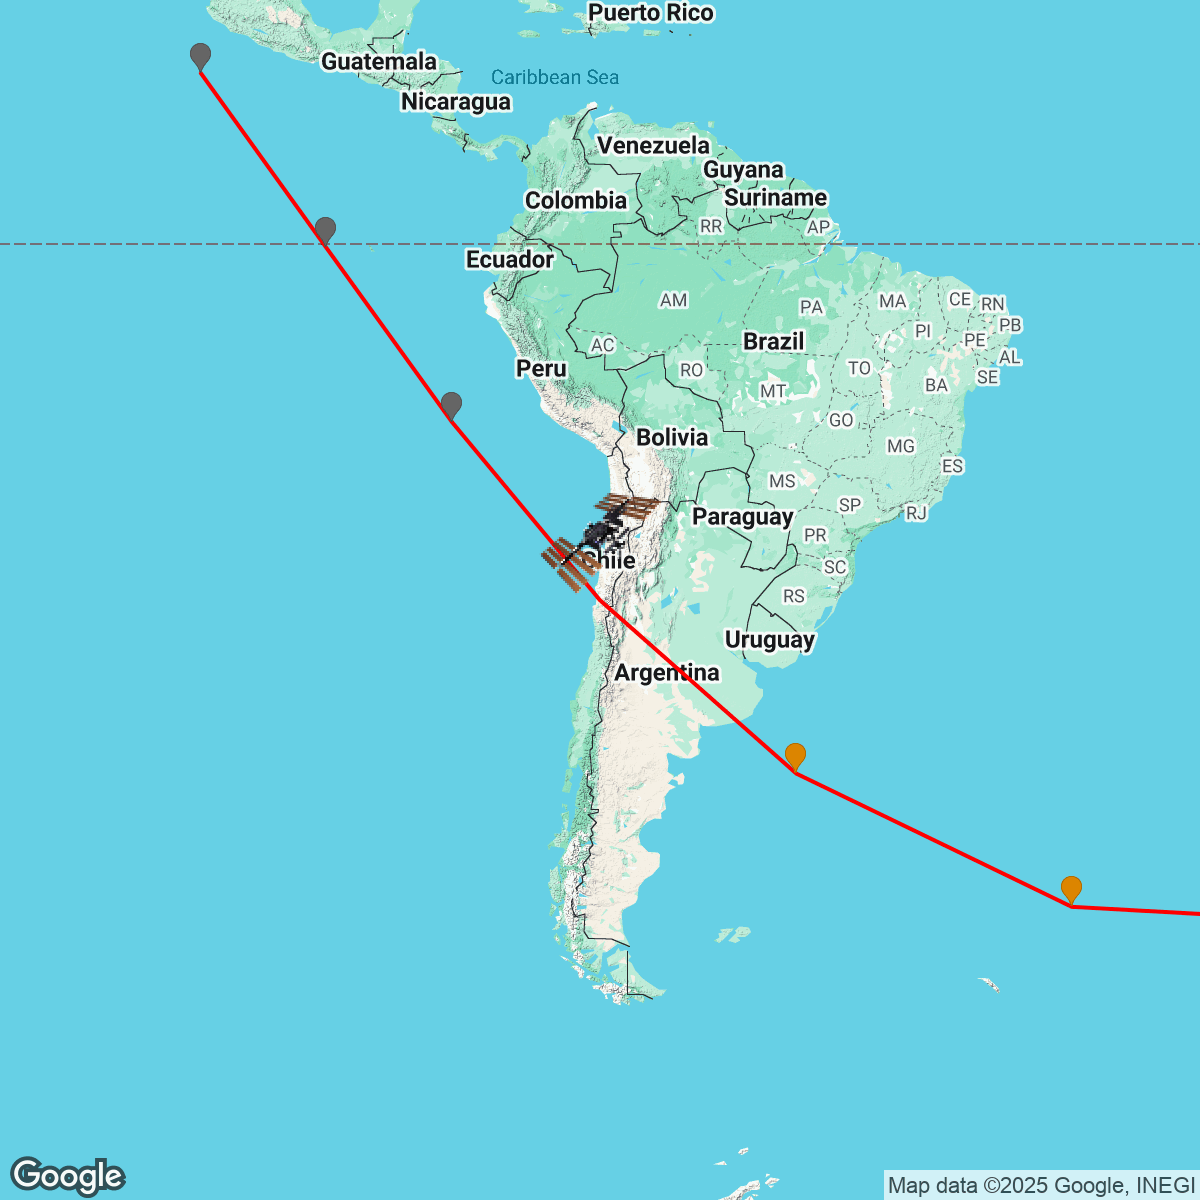 Puerto Rico
Guatemala
Caribbean Sea
Nicaragua
Venezuela
Guyana
Colombia
Suriname
RR
AP
Ecuador
AM
PA
MA
CE
RN
PI
PB
AC
Brazil
PE
AL
Peru
RO
TO
SE
MT
BA
GO
Bolivia
MG
ES
MS
SP
Paraguay
RJ
PR
Chile
SC
RS
Uruguay
Argentina
Google
Map data ©2025 Google, INEGI